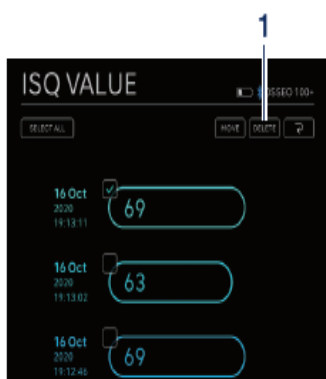 1
ISQ VALUE
OSSEO 100+
SELECT ALL
MOVE DELETE
16 Oct
2020
19:13:11
69
16 Oct
2020
19:13:02
63
16 Oct
2020
19:12:46
69